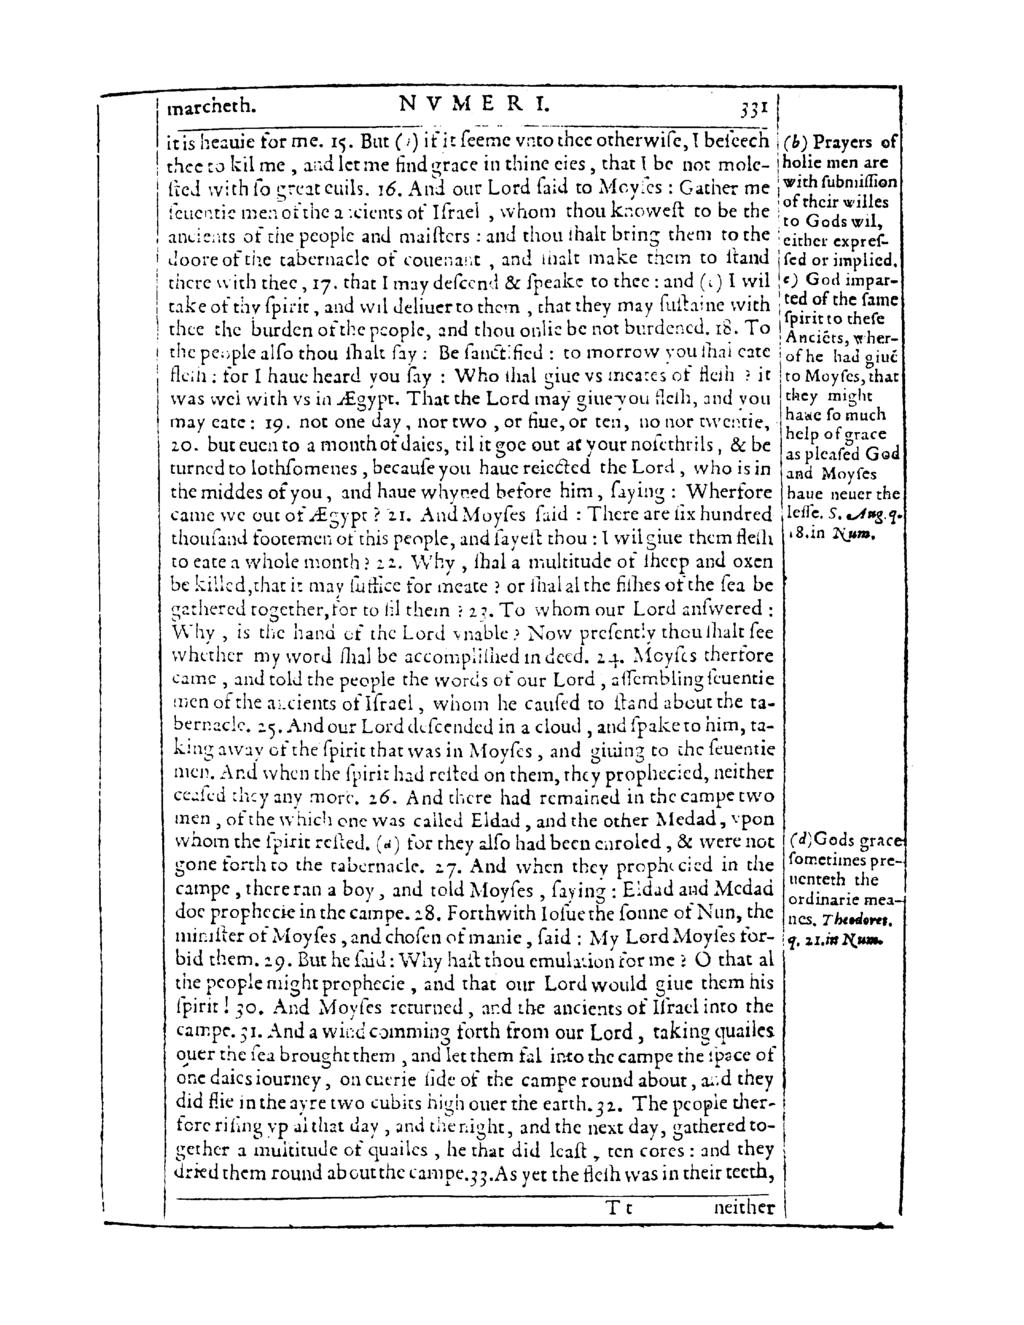 marcheth. NVMERI. 331
it is heauie for me. 15. But (b) if it seeme vnto thee otherwise, I beseech
thee to kil me, and let me find grace in thine eies, that I be not mole-
sted with so great euils. 16. And our Lord said to Moyses: Gather me
seuentie men of the ancients of Israel, whom thou knowest to be the
ancients of the people and maisters: and thou shalt bring them to the
doore of the tabernacle of couenant, and shalt make them to stand
there with thee, 17. that I may descend & speake to thee: and (c) I wil
take of thy spirit, and wil deliuer to them, that they may sustaine with
thee the burden of the people, and thou onlie be not burdened. 18. To
the people also thou shalt say: Be sanctified: to morrow you shal eate
flesh: for I haue heard you say: Who shal giue vs meates of flesh? it
was wel with vs in Ægypt. That the Lord may giue you flesh, and you
may eate: 19. not one day, nor two, or fiue, or ten, no nor twentie,
20. but euen to a month of daies, til it goe out at your nosethrils, & be
turned to lothsomenes, because you haue reiected the Lord, who is in
the middes of you, and haue whyned before him, saying: Wherfore
came we out of Ægypt? 21. And Moyses said: There are six hundred
thousand footemen of this people, and sayest thou: I wil giue them flesh
to eate a whole month? 22. Why, shal a multitude of sheep and oxen
be killed, that it may suffice for meate? or shal al the fishes of the sea be
gathered together, for to fil them? 23. To whom our Lord answered:
Why, is the hand of the Lord vnable? Now presently thou shalt see
whether my word shal be accomplished in deed. 24. Moyses therfore
came, and told the people the words of our Lord, assembling seuentie
men of the ancients of Israel, whom he caused to stand about the ta-
bernacle. 25. And our Lord descended in a cloud, and spake to him, ta-
king away of the spirit that was in Moyses, and giuing to the seuentie
men. And when the spirit had rested on them, they prophecied, neither
ceased they any more. 26. And there had remained in the campe two
men, of the which one was called Eldad, and the other Medad, vpon
whom the spirit rested. (d) for they also had been enroled, & were not
gone forth to the tabernacle. 27. And when they prophecied in the
campe, there ran a boy, and told Moyses, saying: Eldad and Medad
doe prophecie in the campe. 28. Forthwith Iosue the sonne of Nun, the
minister of Moyses, and chosen of manie, said: My Lord Moyses for-
bid them. 29. But he said: Why hast thou emulation for me? O that al
the people might prophecie, and that our Lord would giue them his
spirit! 30. And Moyses returned, and the ancients of Israel into the
campe. 31. And a wind comming forth from our Lord, taking quailes
ouer the sea brought them, and let them fal into the campe the space of
one daies iourney, on euerie side of the campe round about, and they
did flie in the ayre two cubits high ouer the earth. 32. The people ther-
fore rising vp al that day, and the night, and the next day, gathered to-
gether a multitude of quailes, he that did least, ten cores: and they
dried them round about the campe. 33. As yet the flesh was in their teeth,
T t neither
(b) Prayers of
holie men are
with submission
of their willes
to Gods wil,
either expres-
sed or implied.
c) God impar-
ted of the same
spirit to these
Anciẽts, wher-
of he had giuẽ
to Moyses, that
they might
haue so much
help of grace
as pleased God
and Moyses
haue neuer the
lesse. S. Aug. q.
18. in Num.
(d) Gods grace
sometimes pre-
uenteth the
ordinarie mea-
nes. Theodoret.
q. 21. in Num.